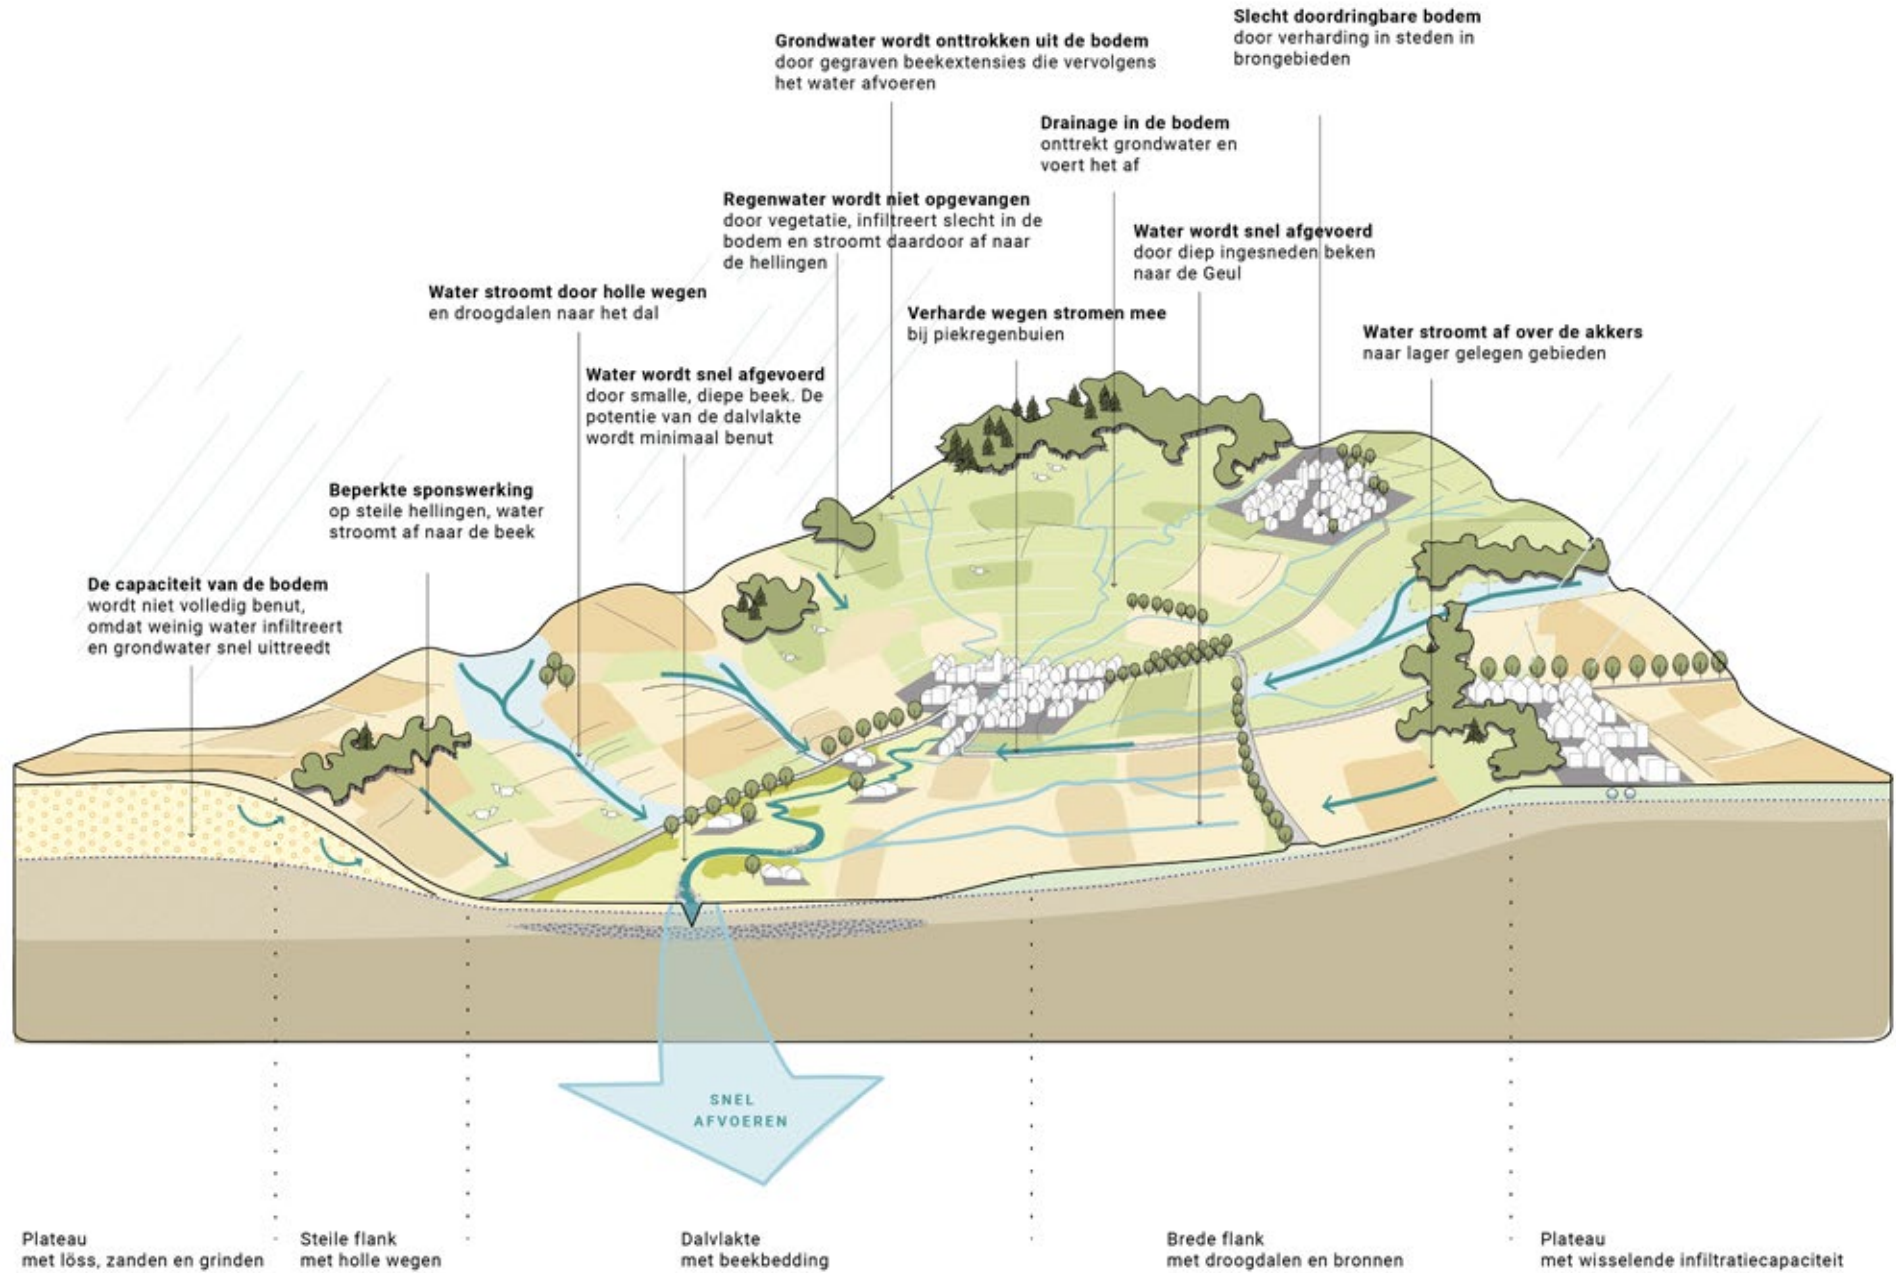 Slecht doordringbare bodem
door verharding in steden in
brongebieden
Grondwater wordt onttrokken uit de bodem
door gegraven beekextensies die vervolgens
het water afvoeren
Drainage in de bodem
onttrekt grondwater en
voert het af
Regenwater wordt niet opgevangen
door vegetatie, infiltreert slecht in de
bodem en stroomt daardoor af naar
de hellingen
Water wordt snel afgevoerd
door diep ingesneden beken
naar de Geul
Water stroomt door holle wegen
en droogdalen naar het dal
Verharde wegen stromen mee
bij piekregenbuien
Water stroomt af over de akkers
naar lager gelegen gebieden
Water wordt snel afgevoerd
door smalle, diepe beek. De
potentie van de dalvlakte
wordt minimaal benut
Beperkte sponswerking
op steile hellingen, water
stroomt af naar de beek
De capaciteit van de bodem
wordt niet volledig benut,
omdat weinig water infiltreert
en grondwater snel uittreedt
SNEL
AFVOEREN
Plateau
met löss, zanden en grinden
Steile flank
met holle wegen
Dalvlakte
met beekbedding
Brede flank
met droogdalen en bronnen
Plateau
met wisselende infiltratiecapaciteit